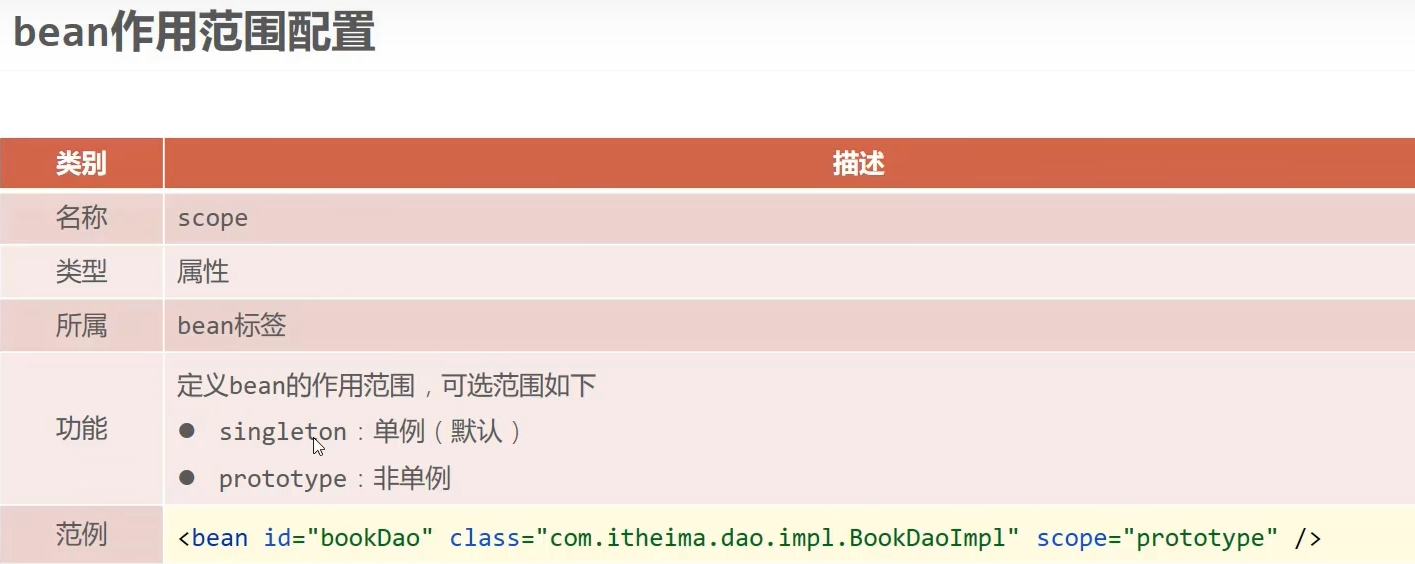 bean作用范围配置
类别 描述
名称 scope
类型 属性
所属 bean标签
功能 定义bean的作用范围，可选范围如下
● singleton：单例（默认）
● prototype：非单例
范例 <bean id="bookDao" class="com.itheima.dao.impl.BookDaoImpl" scope="prototype" />